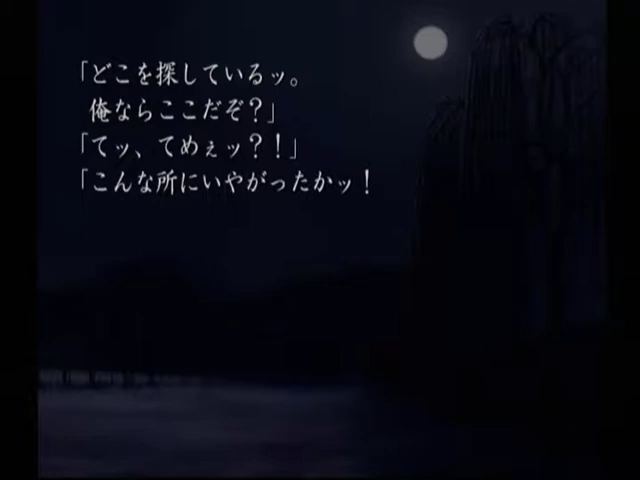 「どこを探しているッ。
俺ならここだぞ？」
「てッ、てめぇッ？！」
「こんな所にいやがったかッ！